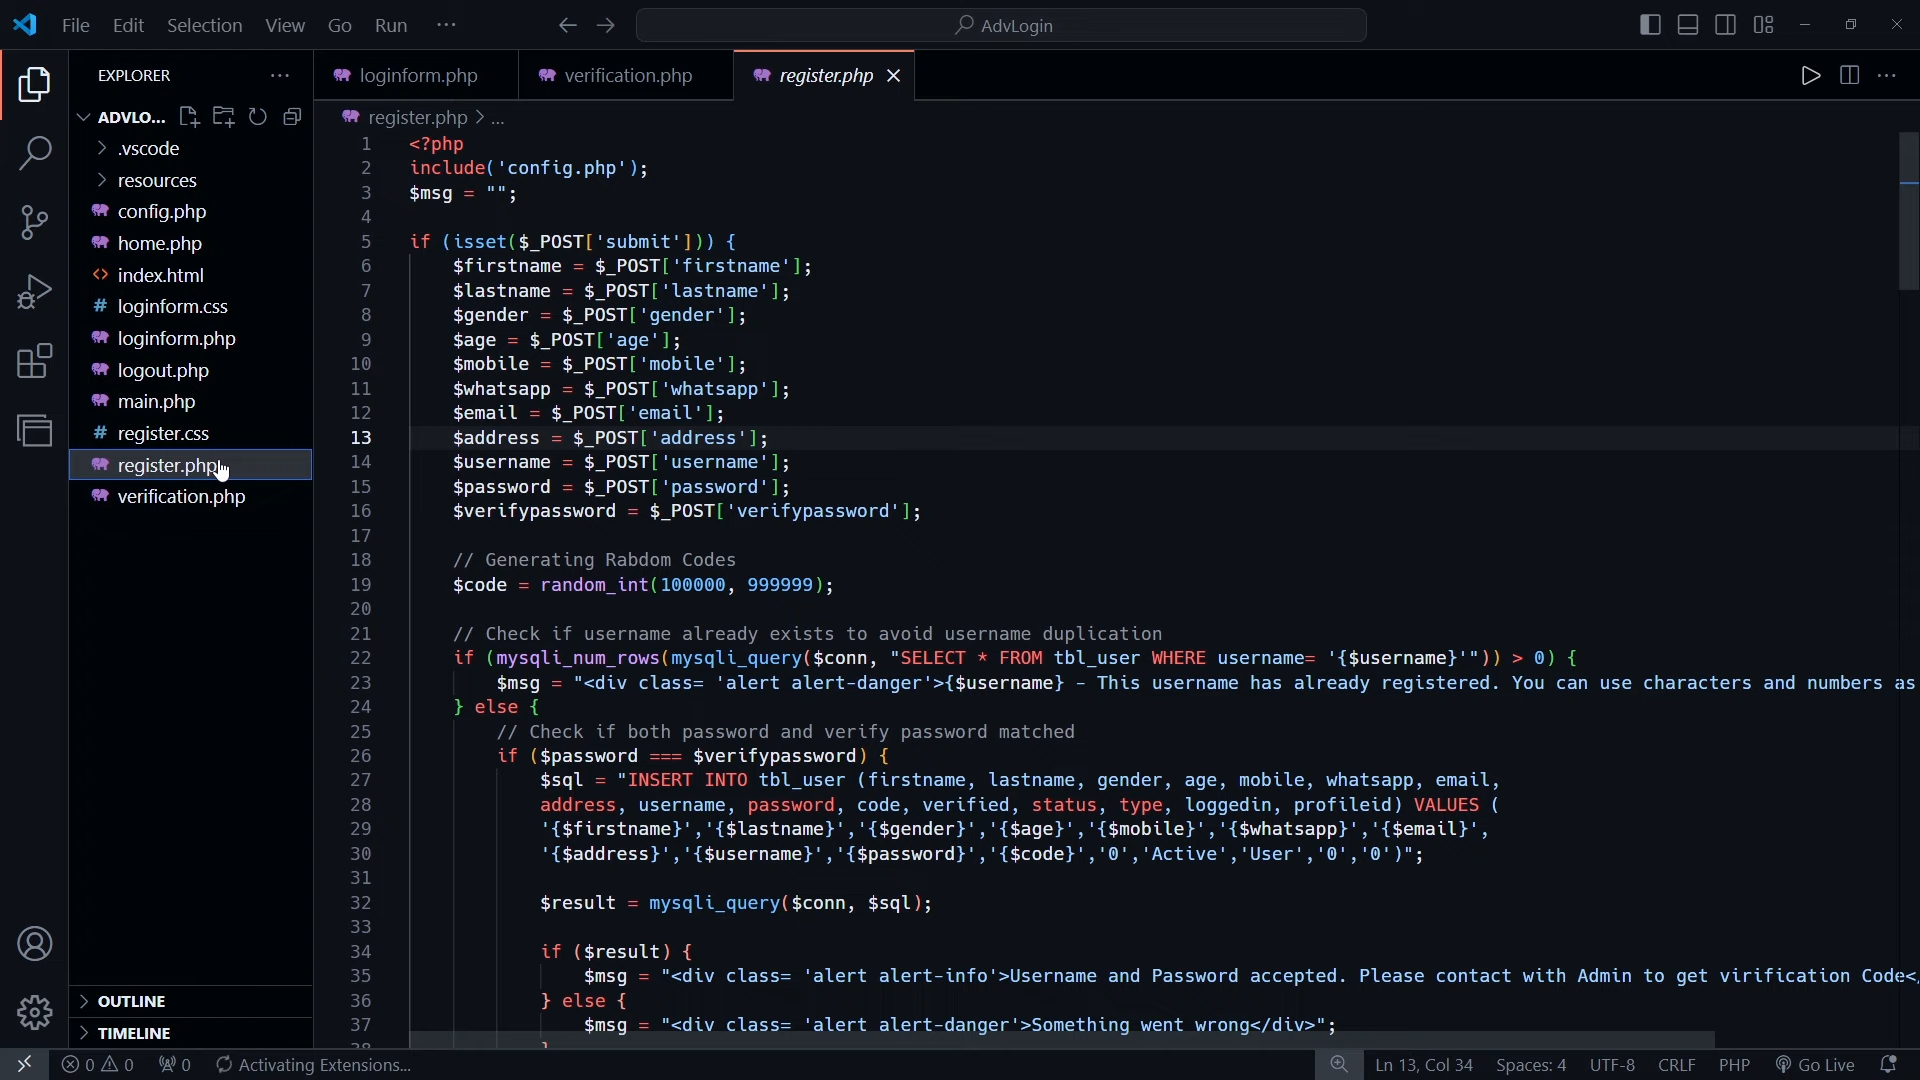 File Edit Selection View Go Run ··· AdvLogin
EXPLORER ···
loginform.php verification.php register.php
ADVLO...
register.php > ...
.vscode
resources
config.php
home.php
index.html
loginform.css
loginform.php
logout.php
main.php
register.css
register.php
verification.php
OUTLINE
TIMELINE
1 <?php
2 include('config.php');
3 $msg = "";
4
5 if (isset($_POST['submit'])) {
6 $firstname = $_POST['firstname'];
7 $lastname = $_POST['lastname'];
8 $gender = $_POST['gender'];
9 $age = $_POST['age'];
10 $mobile = $_POST['mobile'];
11 $whatsapp = $_POST['whatsapp'];
12 $email = $_POST['email'];
13 $address = $_POST['address'];
14 $username = $_POST['username'];
15 $password = $_POST['password'];
16 $verifypassword = $_POST['verifypassword'];
17
18 // Generating Rabdom Codes
19 $code = random_int(100000, 999999);
20
21 // Check if username already exists to avoid username duplication
22 if (mysqli_num_rows(mysqli_query($conn, "SELECT * FROM tbl_user WHERE username= '{$username}'")) > 0) {
23 $msg = "<div class= 'alert alert-danger'>{$username} - This username has already registered. You can use characters and numbers as
24 } else {
25 // Check if both password and verify password matched
26 if ($password === $verifypassword) {
27 $sql = "INSERT INTO tbl_user (firstname, lastname, gender, age, mobile, whatsapp, email,
28 address, username, password, code, verified, status, type, loggedin, profileid) VALUES (
29 '{$firstname}','{$lastname}','{$gender}','{$age}','{$mobile}','{$whatsapp}','{$email}',
30 '{$address}','{$username}','{$password}','{$code}','0','Active','User','0','0')";
31
32 $result = mysqli_query($conn, $sql);
33
34 if ($result) {
35 $msg = "<div class= 'alert alert-info'>Username and Password accepted. Please contact with Admin to get virification Code<
36 } else {
37 $msg = "<div class= 'alert alert-danger'>Something went wrong</div>";
38 }
0 0 0 Activating Extensions... Ln 13, Col 34 Spaces: 4 UTF-8 CRLF PHP Go Live